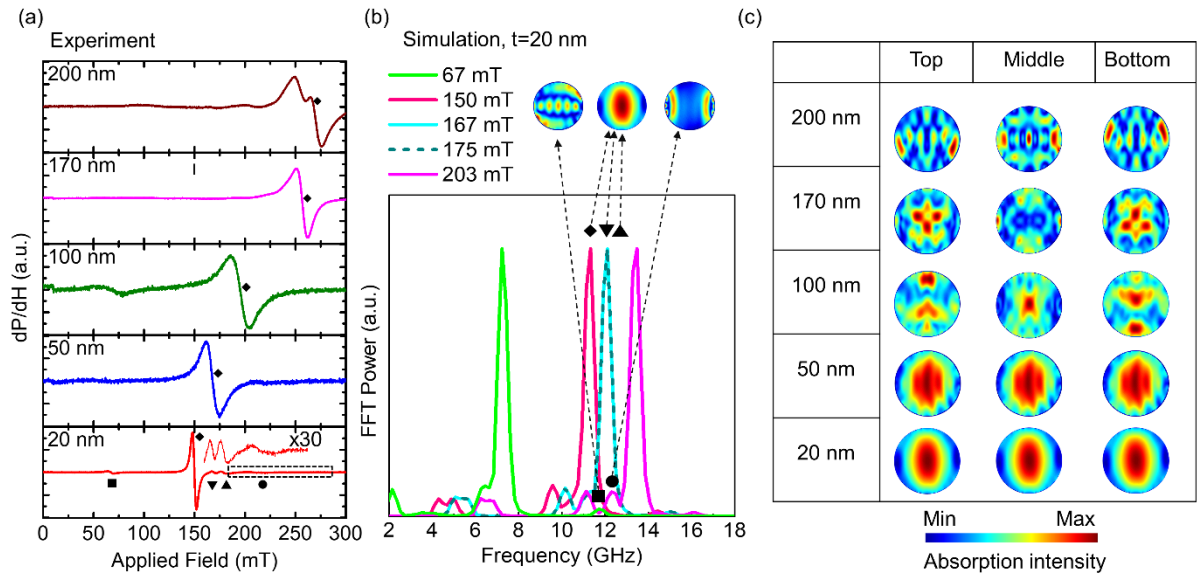 (a)
Experiment
200 nm
170 nm
100 nm
50 nm
20 nm
x30
dP/dH (a.u.)
0 50 100 150 200 250 300
Applied Field (mT)
(b)
Simulation, t=20 nm
67 mT
150 mT
167 mT
175 mT
203 mT
FFT Power (a.u.)
2 4 6 8 10 12 14 16 18
Frequency (GHz)
(c)
Top Middle Bottom
200 nm
170 nm
100 nm
50 nm
20 nm
Min Max
Absorption intensity